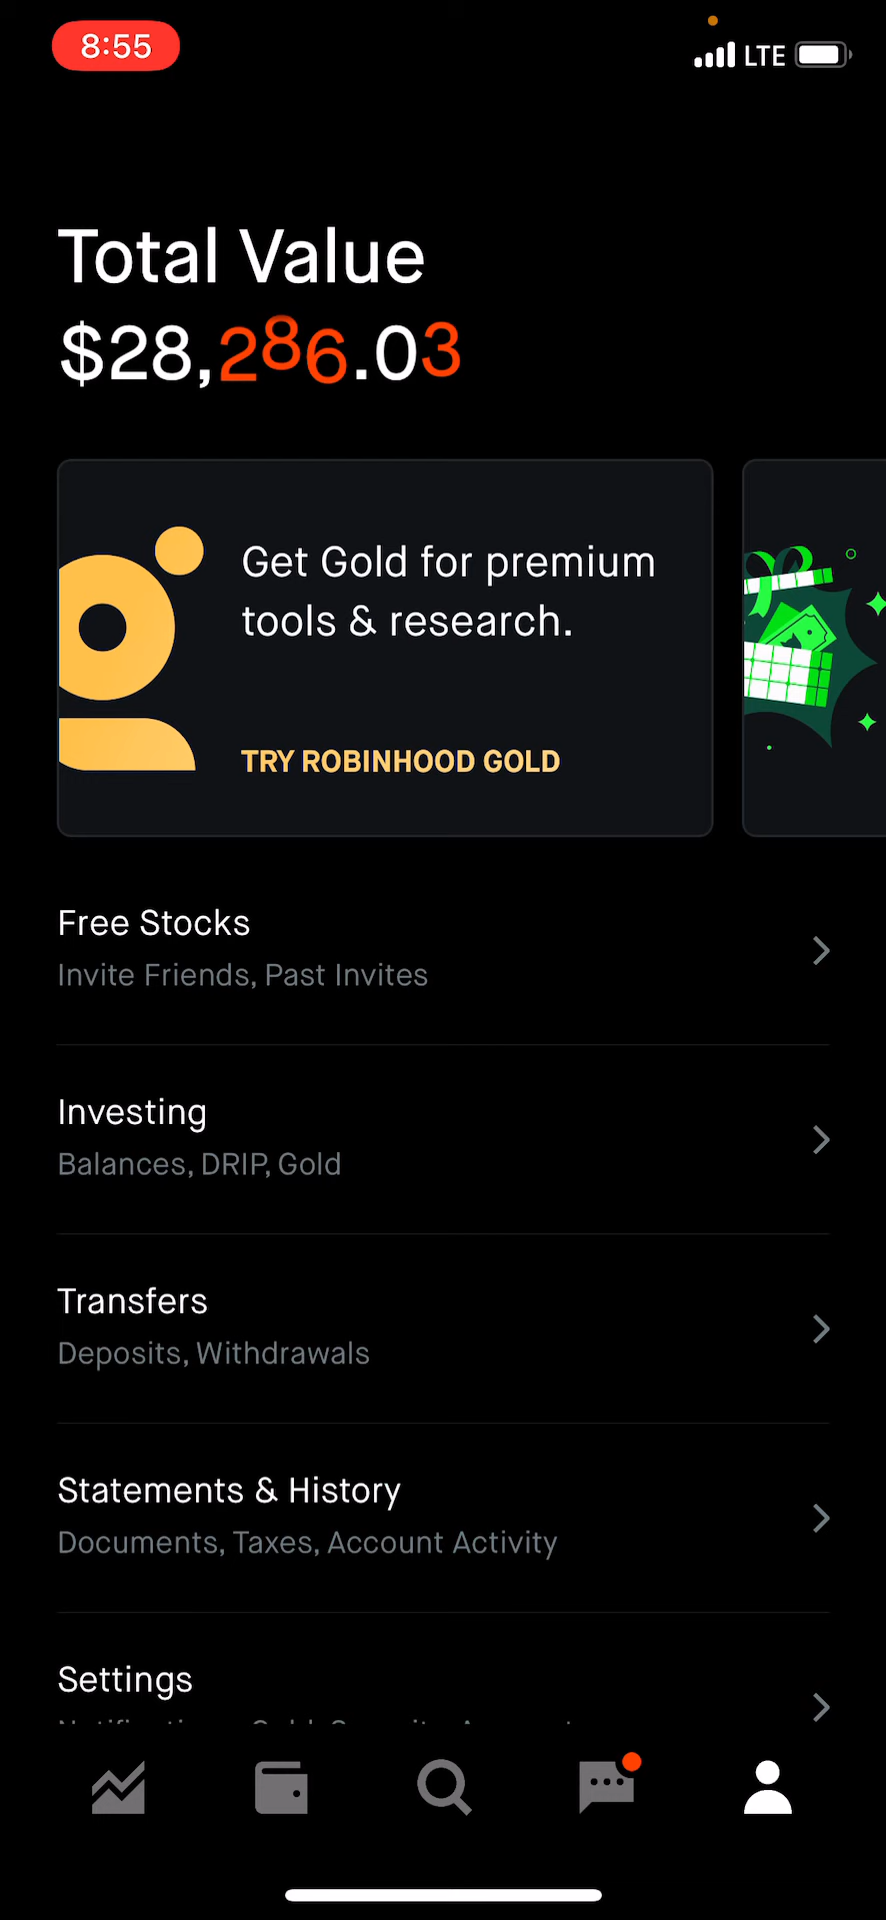 8:55
LTE
Total Value
$28,286.03
Get Gold for premium
tools & research.
TRY ROBINHOOD GOLD
Free Stocks
Invite Friends, Past Invites
Investing
Balances, DRIP, Gold
Transfers
Deposits, Withdrawals
Statements & History
Documents, Taxes, Account Activity
Settings